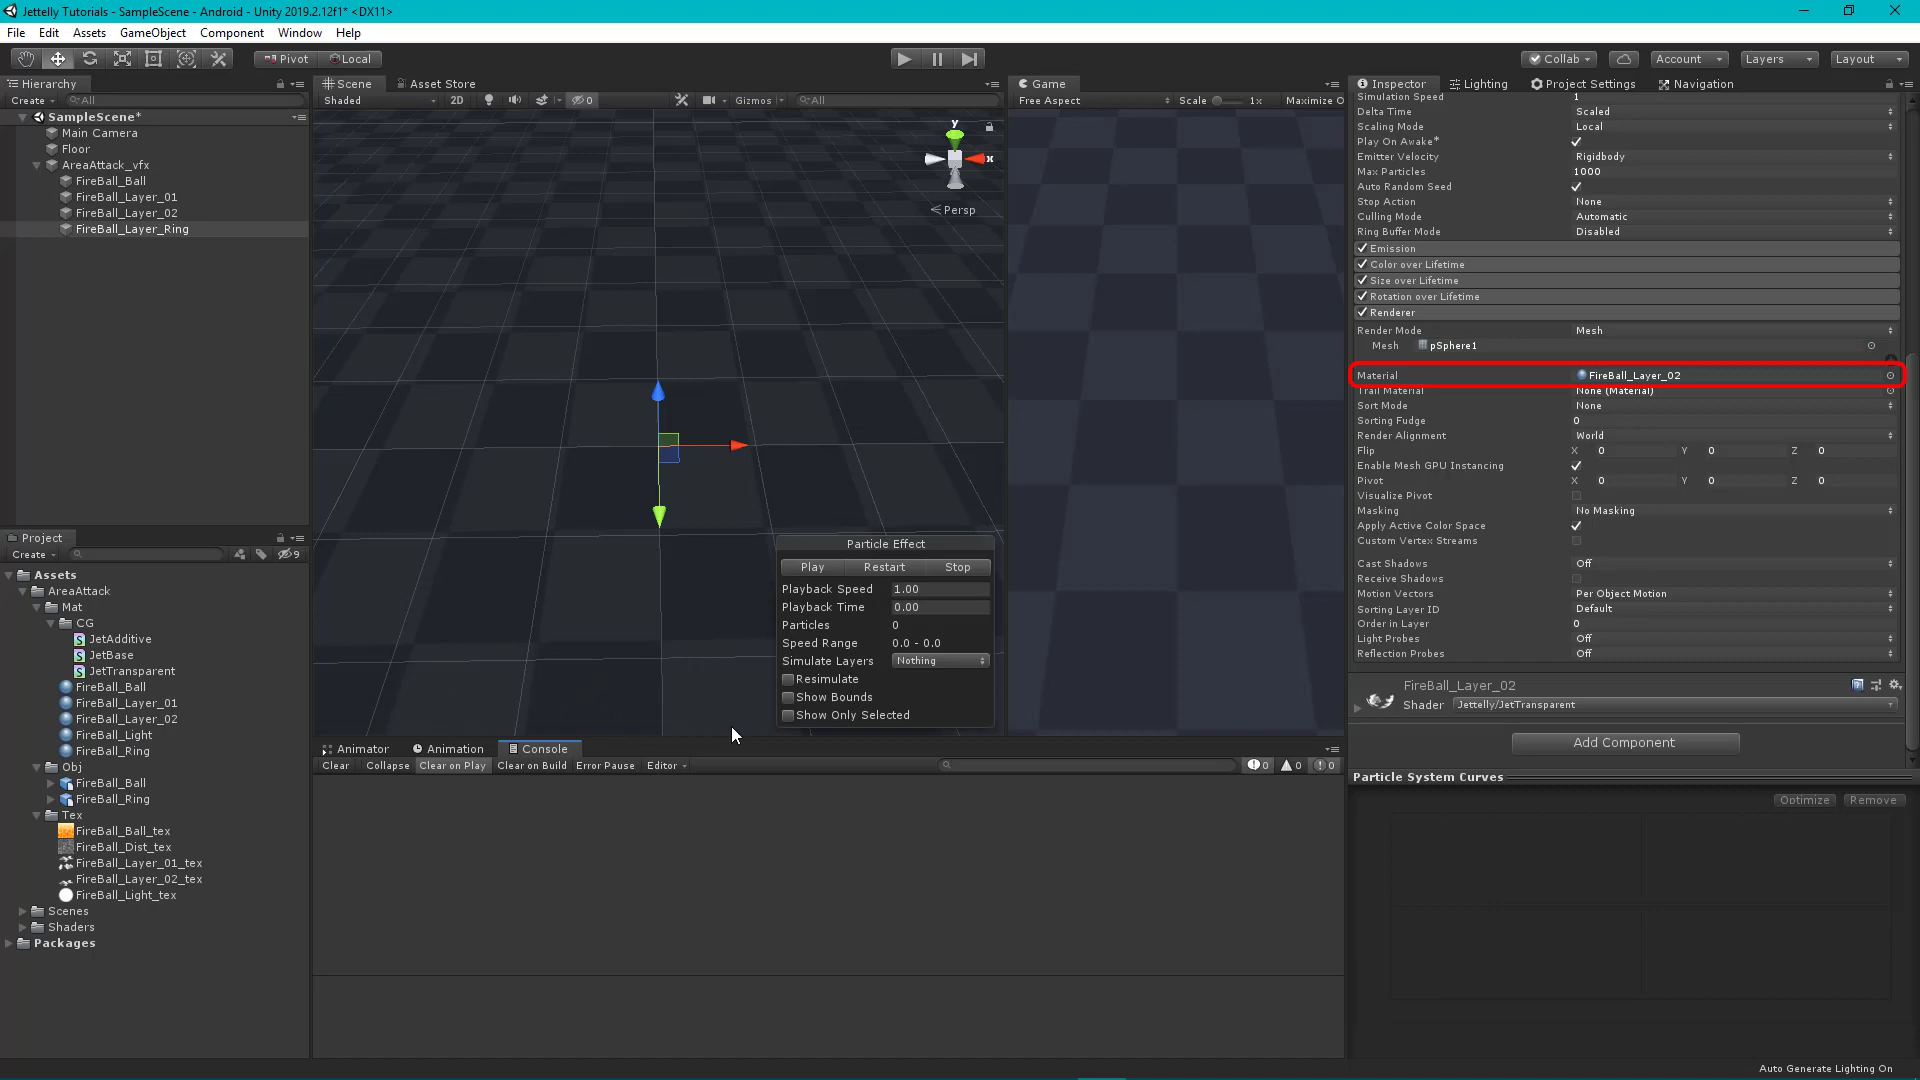 Jettelly Tutorials - SampleScene - Android - Unity 2019.2.12f1* <DX11>
File Edit Assets GameObject Component Window Help
Pivot Local Collab Account Layers Layout
Hierarchy
Create All
SampleScene*
Main Camera
Floor
AreaAttack_vfx
FireBall_Ball
FireBall_Layer_01
FireBall_Layer_02
FireBall_Layer_Ring
Scene Asset Store
Shaded 2D 0 Gizmos All
y
x
Persp
Particle Effect
Play Restart Stop
Playback Speed 1.00
Playback Time 0.00
Particles 0
Speed Range 0.0 - 0.0
Simulate Layers Nothing
Resimulate
Show Bounds
Show Only Selected
Game
Free Aspect Scale 1x Maximize O
Project
Create 9
Assets
AreaAttack
Mat
CG
JetAdditive
JetBase
JetTransparent
FireBall_Ball
FireBall_Layer_01
FireBall_Layer_02
FireBall_Light
FireBall_Ring
Obj
FireBall_Ball
FireBall_Ring
Tex
FireBall_Ball_tex
FireBall_Dist_tex
FireBall_Layer_01_tex
FireBall_Layer_02_tex
FireBall_Light_tex
Scenes
Shaders
Packages
Animator Animation Console
Clear Collapse Clear on Play Clear on Build Error Pause Editor 0 0 0
Inspector Lighting Project Settings Navigation
Simulation Speed 1
Delta Time Scaled
Scaling Mode Local
Play On Awake*
Emitter Velocity Rigidbody
Max Particles 1000
Auto Random Seed
Stop Action None
Culling Mode Automatic
Ring Buffer Mode Disabled
Emission
Color over Lifetime
Size over Lifetime
Rotation over Lifetime
Renderer
Render Mode Mesh
Mesh pSphere1
Material FireBall_Layer_02
Trail Material None (Material)
Sort Mode None
Sorting Fudge 0
Render Alignment World
Flip X 0 Y 0 Z 0
Enable Mesh GPU Instancing
Pivot X 0 Y 0 Z 0
Visualize Pivot
Masking No Masking
Apply Active Color Space
Custom Vertex Streams
Cast Shadows Off
Receive Shadows
Motion Vectors Per Object Motion
Sorting Layer ID Default
Order in Layer 0
Light Probes Off
Reflection Probes Off
FireBall_Layer_02
Shader Jettelly/JetTransparent
Add Component
Particle System Curves
Optimize Remove
Auto Generate Lighting On